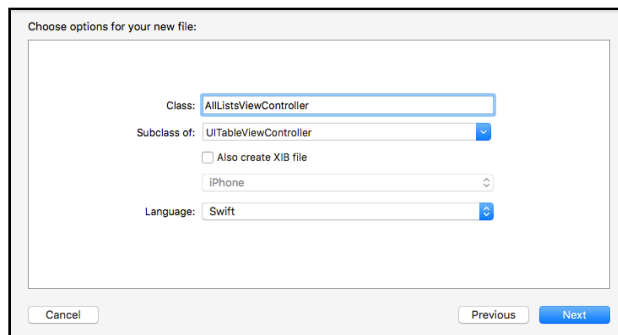 Choose options for your new file:
Class: AllListsViewController
Subclass of: UITableViewController
Also create XIB file
iPhone
Language: Swift
Cancel Previous Next